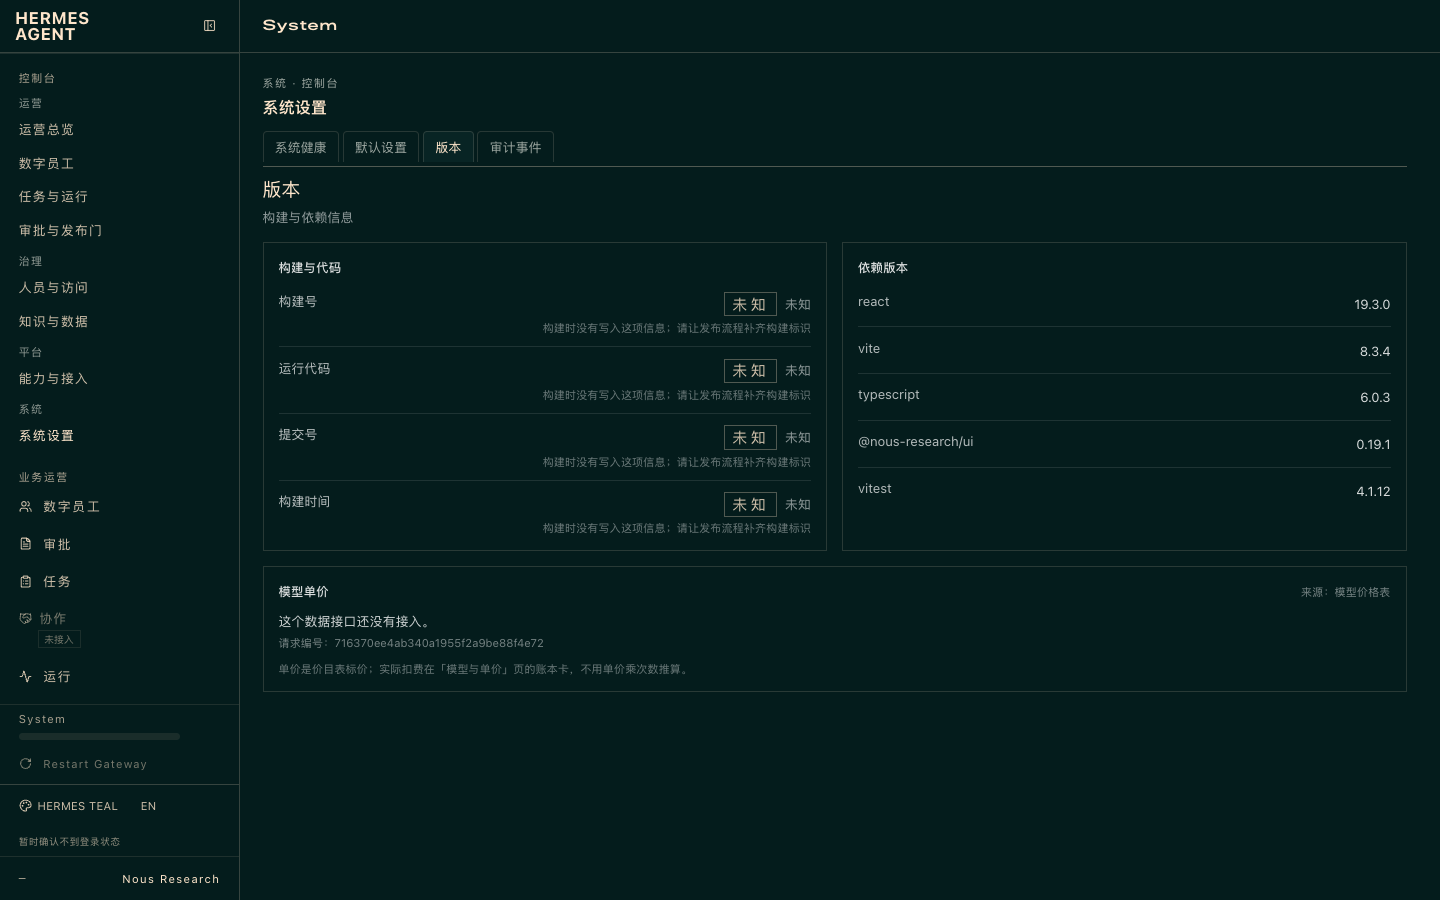 HERMES
AGENT
控制台
运营
运营总览
数字员工
任务与运行
审批与发布门
治理
人员与访问
知识与数据
平台
能力与接入
系统
系统设置
业务运营
数字员工
审批
任务
协作
未接入
运行
System
Restart Gateway
HERMES TEAL EN
暂时确认不到登录状态
– Nous Research
System
系统 · 控制台
系统设置
系统健康 默认设置 版本 审计事件
版本
构建与依赖信息
构建与代码
构建号 未知 未知
构建时没有写入这项信息；请让发布流程补齐构建标识
运行代码 未知 未知
构建时没有写入这项信息；请让发布流程补齐构建标识
提交号 未知 未知
构建时没有写入这项信息；请让发布流程补齐构建标识
构建时间 未知 未知
构建时没有写入这项信息；请让发布流程补齐构建标识
依赖版本
react 19.3.0
vite 8.3.4
typescript 6.0.3
@nous-research/ui 0.19.1
vitest 4.1.12
模型单价 来源：模型价格表
这个数据接口还没有接入。
请求编号：716370ee4ab340a1955f2a9be88f4e72
单价是价目表标价；实际扣费在「模型与单价」页的账本卡，不用单价乘次数推算。